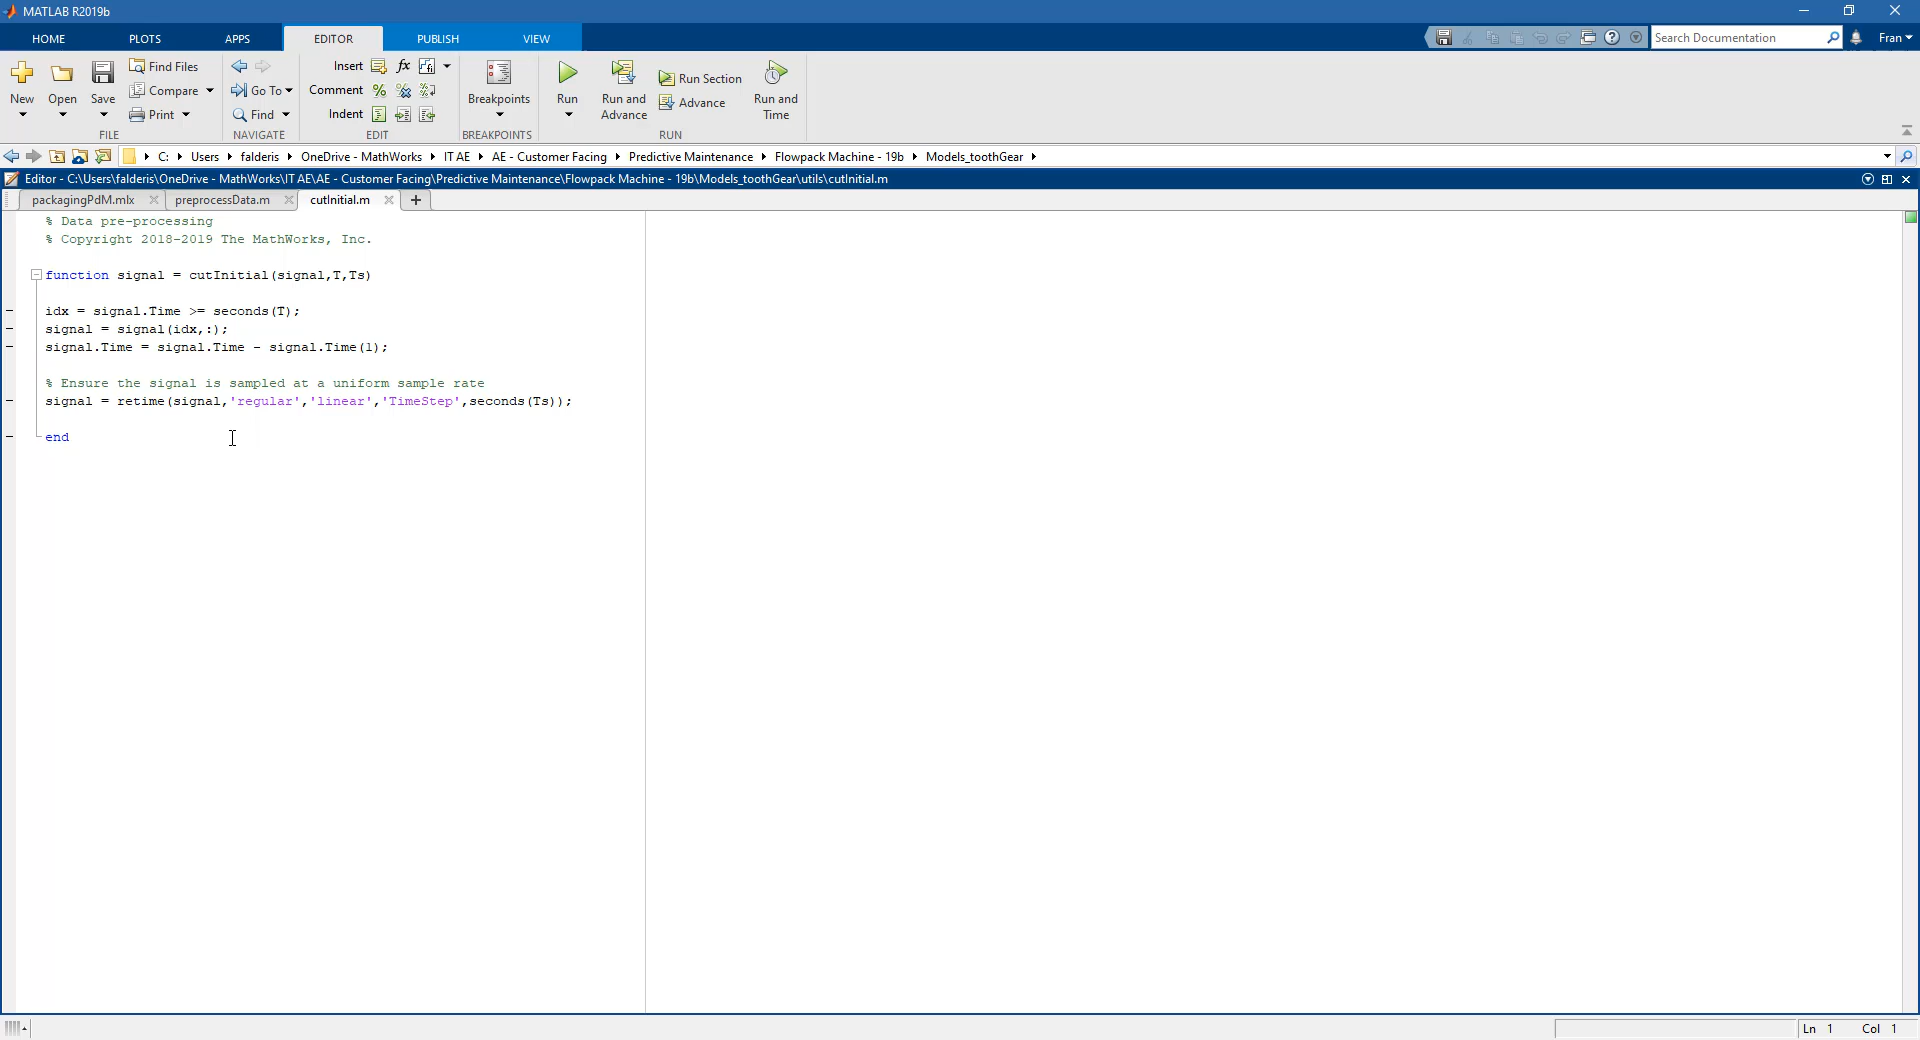 MATLAB R2019b
HOME PLOTS APPS EDITOR PUBLISH VIEW Search Documentation Fran
Find Files Insert fx
New Open Save Compare Go To Comment Breakpoints Run Run and Advance Run Section Run and Time
Print Find Indent Advance
FILE NAVIGATE EDIT BREAKPOINTS RUN
C: Users falderis OneDrive - MathWorks IT AE AE - Customer Facing Predictive Maintenance Flowpack Machine - 19b Models_toothGear
Editor - C:\Users\falderis\OneDrive - MathWorks\IT AE\AE - Customer Facing\Predictive Maintenance\Flowpack Machine - 19b\Models_toothGear\utils\cutInitial.m
packagingPdM.mlx preprocessData.m cutInitial.m
% Data pre-processing
% Copyright 2018-2019 The MathWorks, Inc.
function signal = cutInitial(signal,T,Ts)
idx = signal.Time >= seconds(T);
signal = signal(idx,:);
signal.Time = signal.Time - signal.Time(1);
% Ensure the signal is sampled at a uniform sample rate
signal = retime(signal,'regular','linear','TimeStep',seconds(Ts));
end
Ln 1 Col 1